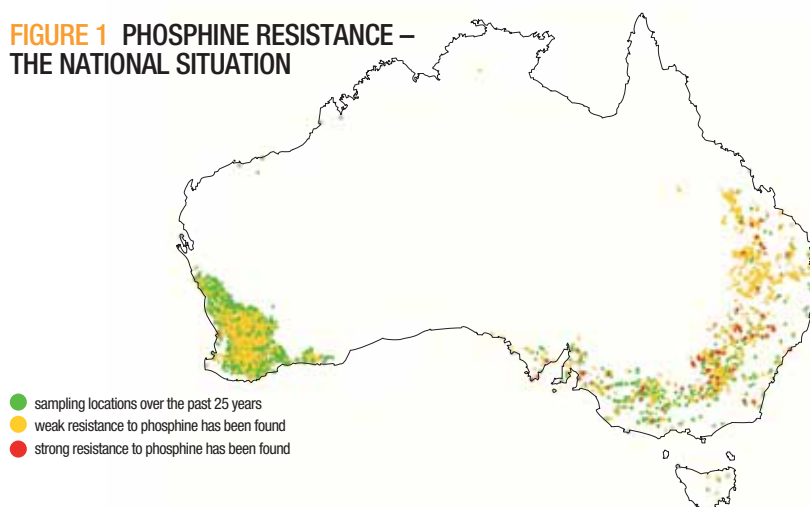 FIGURE 1 PHOSPHINE RESISTANCE –
THE NATIONAL SITUATION
sampling locations over the past 25 years
weak resistance to phosphine has been found
strong resistance to phosphine has been found